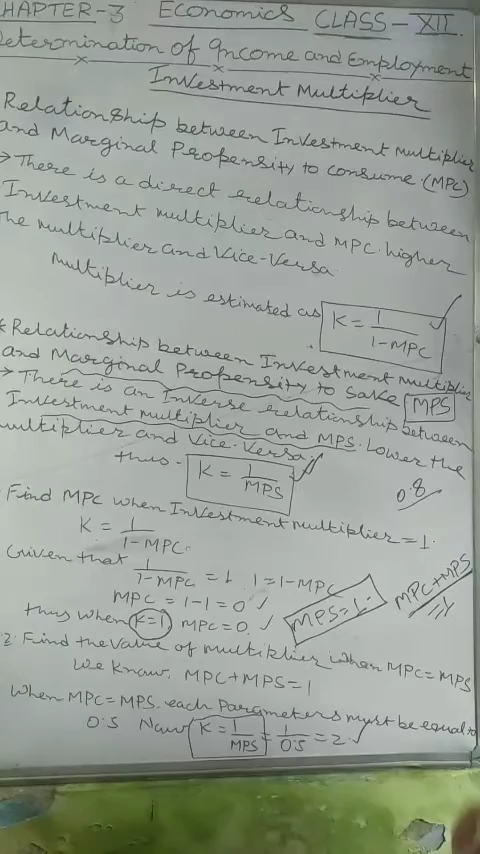 HAPTER-3 Economics CLASS-XII.
Determination of Income and Employment
Investment Multiplier
Relationship between Investment Multiplier
and Marginal Propensity to consume (MPC)
→ There is a direct relationship between
Investment multiplier and MPC. higher
the multiplier and Vice-Versa.
Multiplier is estimated as K = 1/1-MPC
* Relationship between Investment Multiplier
and Marginal Propensity to Sake MPS
→ There is an Inverse relationship between
Investment multiplier and MPS. Lower the
multiplier and Vice-Versa.
thus- K = 1/MPS
0.8
Find MPC when Investment multiplier = 1.
K = 1/1-MPC.
Given that 1/1-MPC = 1 1 = 1-MPC
MPC = 1-1 = 0
thus when K=1 MPC = 0. MPS=1- MPC+MPS =1
2. Find the value of multiplier when MPC = MPS
We know. MPC+MPS=1
When MPC=MPS. each Parameters must be equal to
0.5 Naw K = 1/MPS = 1/0.5 = 2